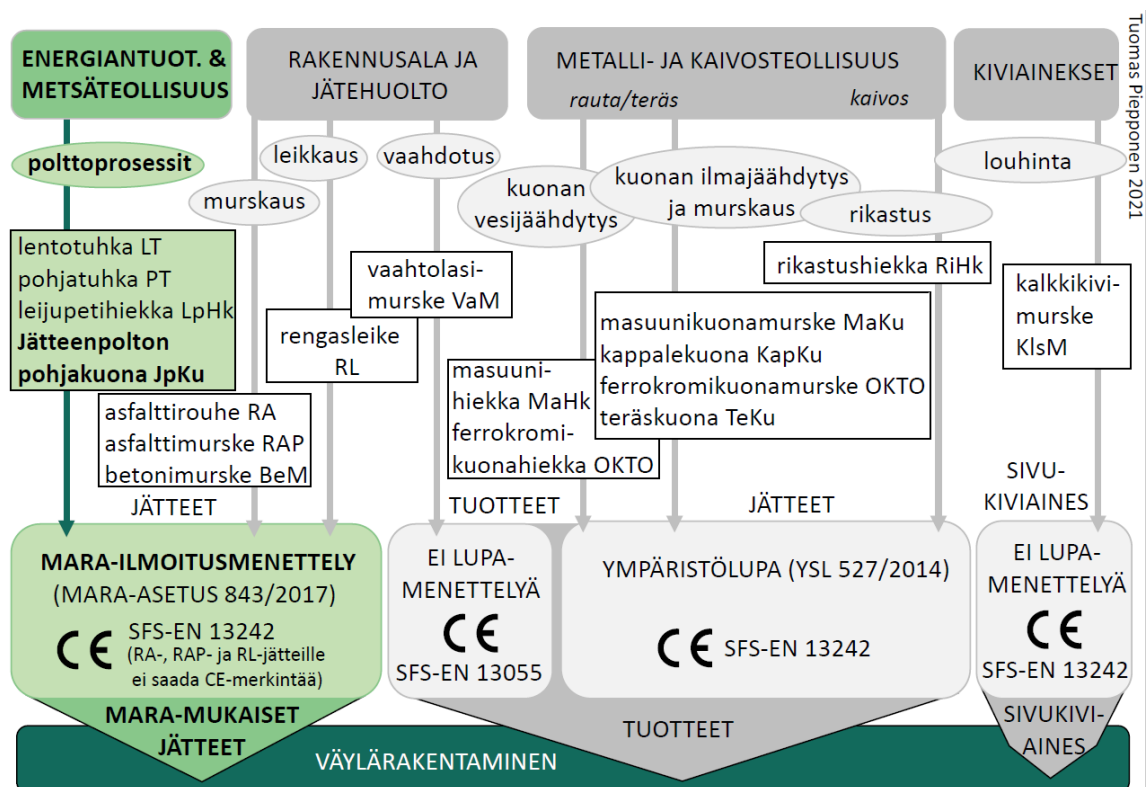 ENERGIANTUOT. &
METSÄTEOLLISUUS
RAKENNUSALA JA
JÄTEHUOLTO
METALLI- JA KAIVOSTEOLLISUUS
rauta/teräs
kaivos
KIVIAINEKSET
Tuomas Piepponen 2021
polttoprosessit
murskaus
leikkaus
vaahdotus
kuonan
vesijäähdytys
kuonan ilmajäähdytys
ja murskaus
rikastus
louhinta
lentotuhka LT
pohjatuhka PT
leijupetihiekka LpHk
Jätteenpolton
pohjakuona JpKu
asfalttirouhe RA
asfalttimurske RAP
betonimurske BeM
rengasleike
RL
vaahtolasi-
murske VaM
masuuni-
hiekka MaHk
ferrokromi-
kuonahiekka OKTO
masuunikuonamurske MaKu
kappalekuona KapKu
ferrokromikuonamurske OKTO
teräskuona TeKu
rikastushiekka RiHk
kalkkikivi-
murske
KlsM
JÄTTEET
TUOTTEET
JÄTTEET
SIVU-
KIVIAINES
MARA-ILMOITUSMENETTELY
(MARA-ASETUS 843/2017)
CE SFS-EN 13242
(RA-, RAP- ja RL-jätteille
ei saada CE-merkintää)
EI LUPA-
MENETTELYÄ
CE
SFS-EN 13055
YMPÄRISTÖLUPA (YSL 527/2014)
CE SFS-EN 13242
EI LUPA-
MENETTELYÄ
CE
SFS-EN 13242
MARA-MUKAISET
JÄTTEET
TUOTTEET
SIVUKIVI-
AINES
VÄYLÄRAKENTAMINEN